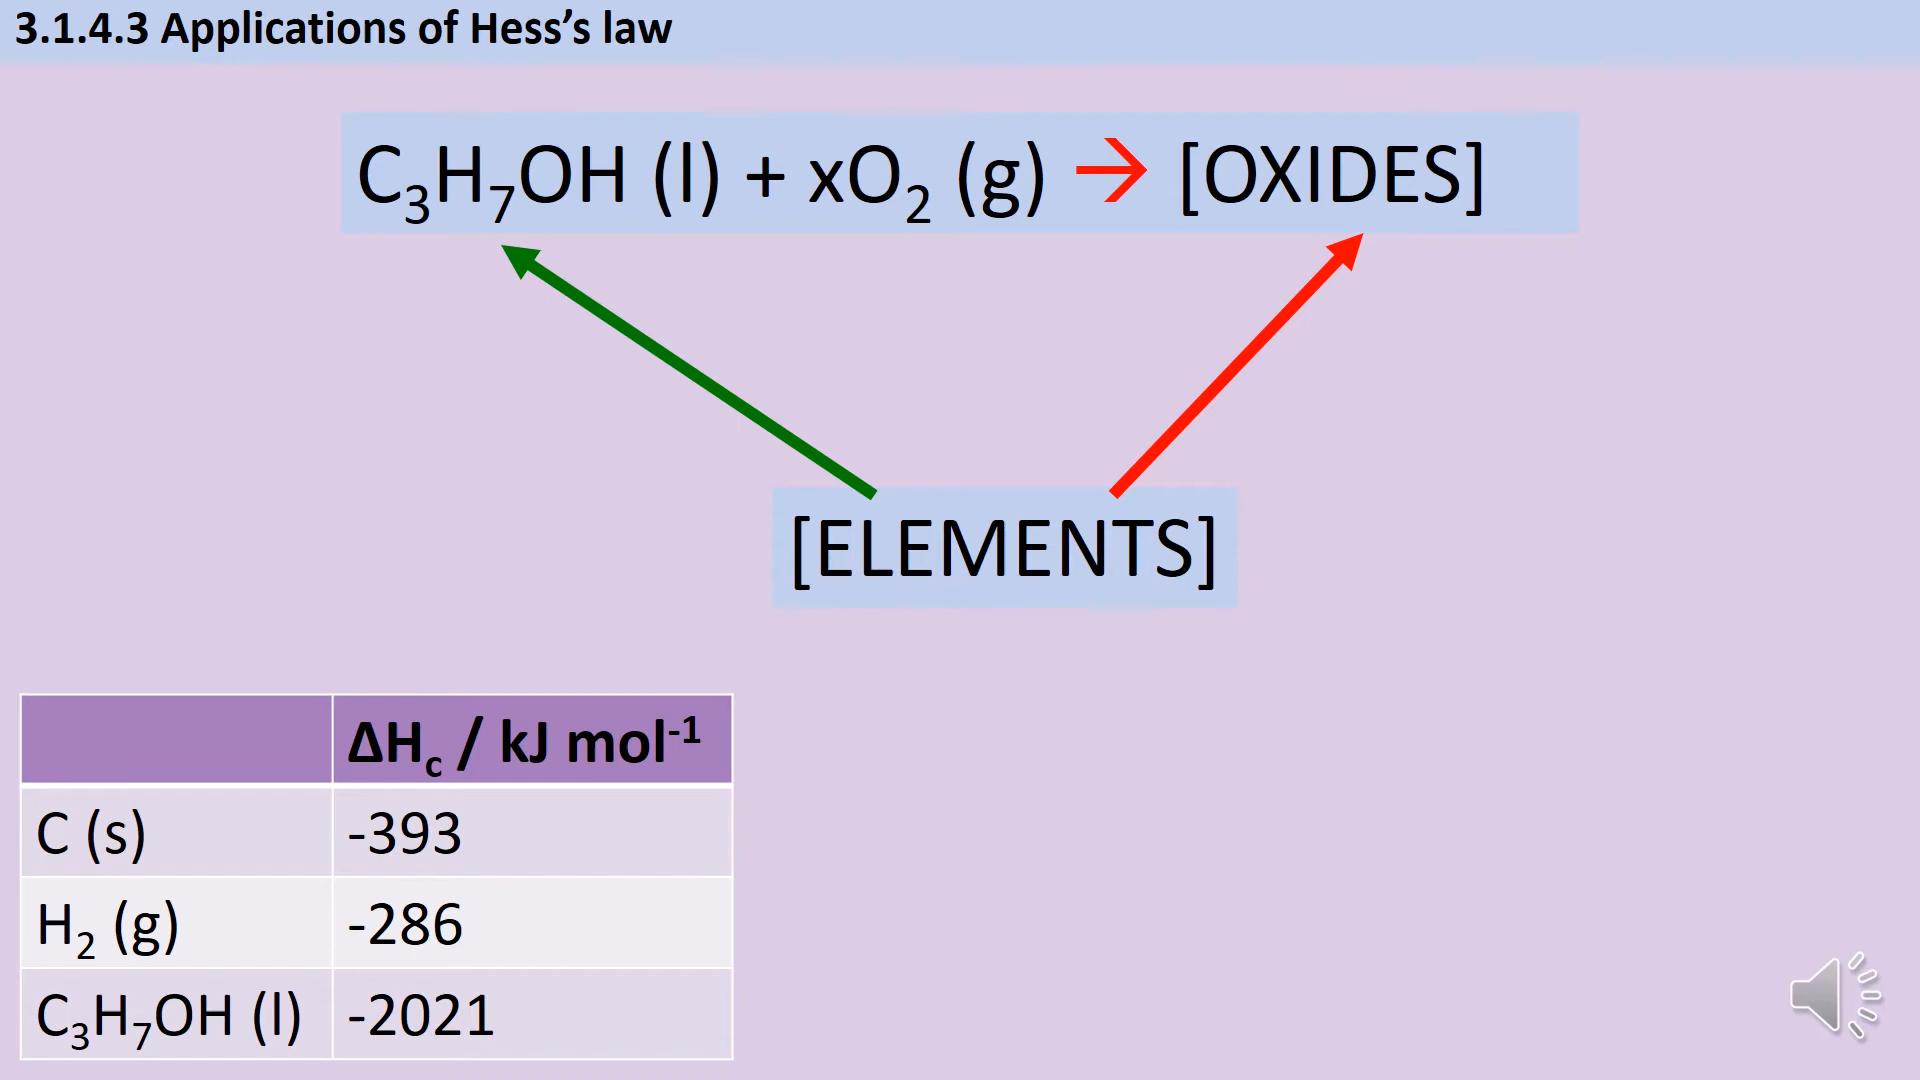 3.1.4.3 Applications of Hess’s law
C₃H₇OH (l) + xO₂ (g) → [OXIDES]
[ELEMENTS]
ΔHc / kJ mol⁻¹
C (s) -393
H₂ (g) -286
C₃H₇OH (l) -2021